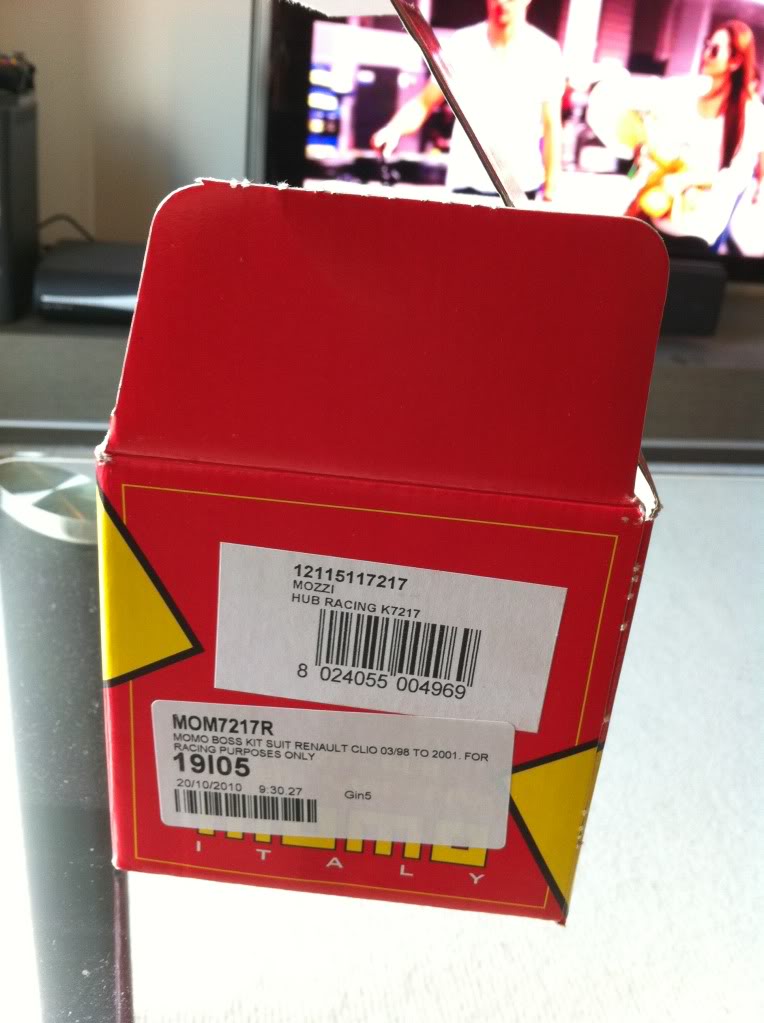 12115117217
MOZZI
HUB RACING K7217
8 024055 004969
MOM7217R
MOMO BOSS KIT SUIT RENAULT CLIO 03/98 TO 2001. FOR
RACING PURPOSES ONLY
19I05
20/10/2010 9:30.27 Gin5
momo
ITALY